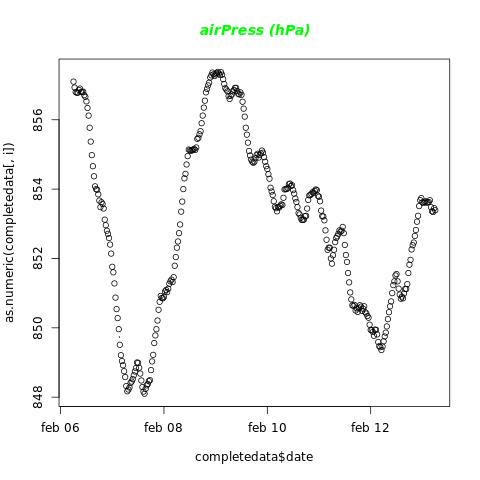 airPress (hPa)
as.numeric(completedata[, i])
856
854
852
850
848
feb 06
feb 08
feb 10
feb 12
completedata$date